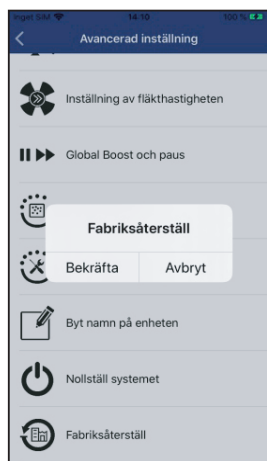 Inget SIM 14:10 100 %
Avancerad inställning
Inställning av fläkthastigheten
Global Boost och paus
Fabriksåterställ
Bekräfta Avbryt
Byt namn på enheten
Nollställ systemet
Fabriksåterställ